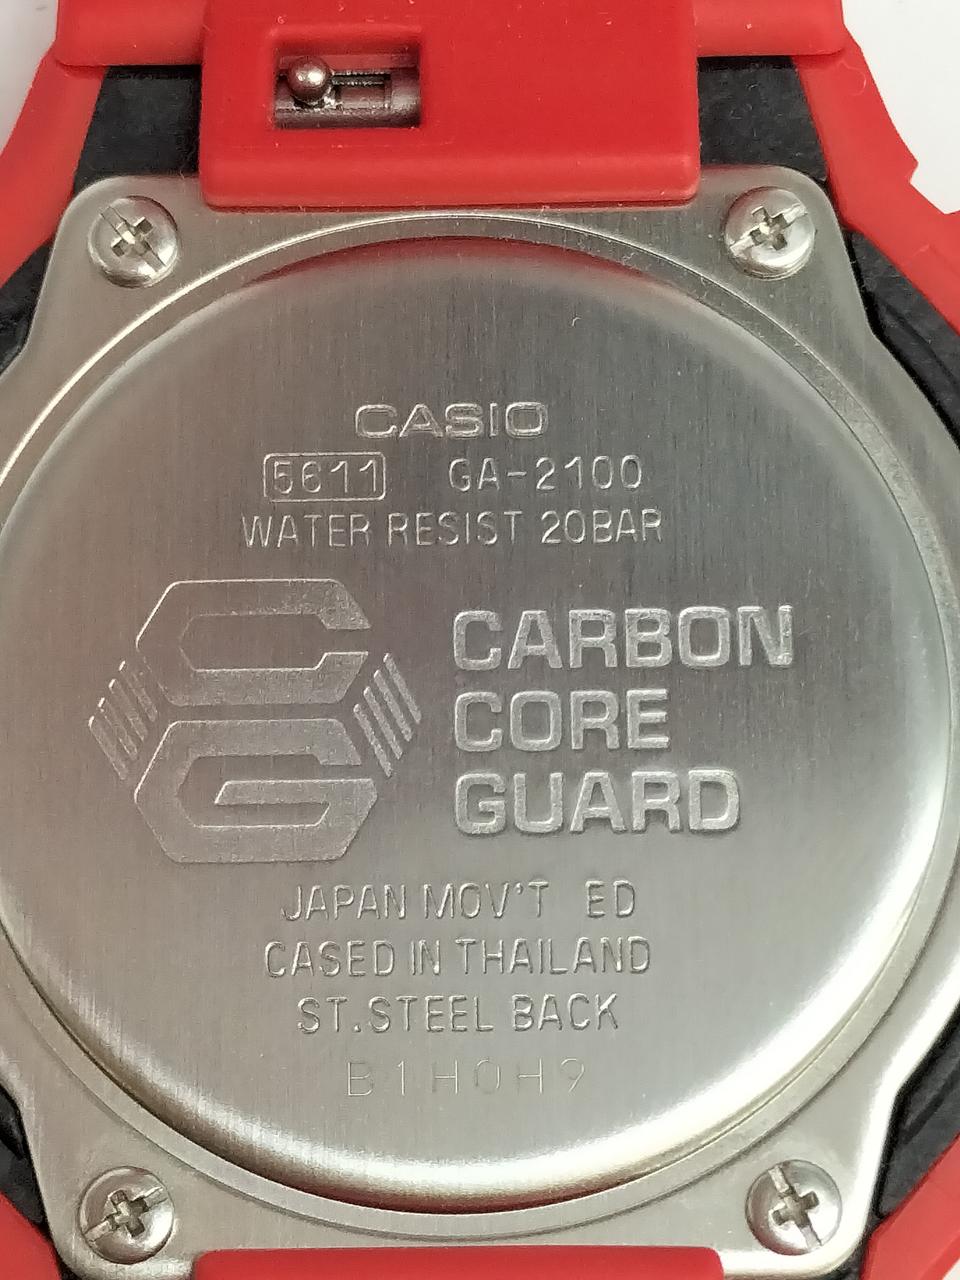 CASIO
5611 GA-2100
WATER RESIST 20BAR
CARBON
CORE
GUARD
JAPAN MOV'T ED
CASED IN THAILAND
ST.STEEL BACK
B1H0H9